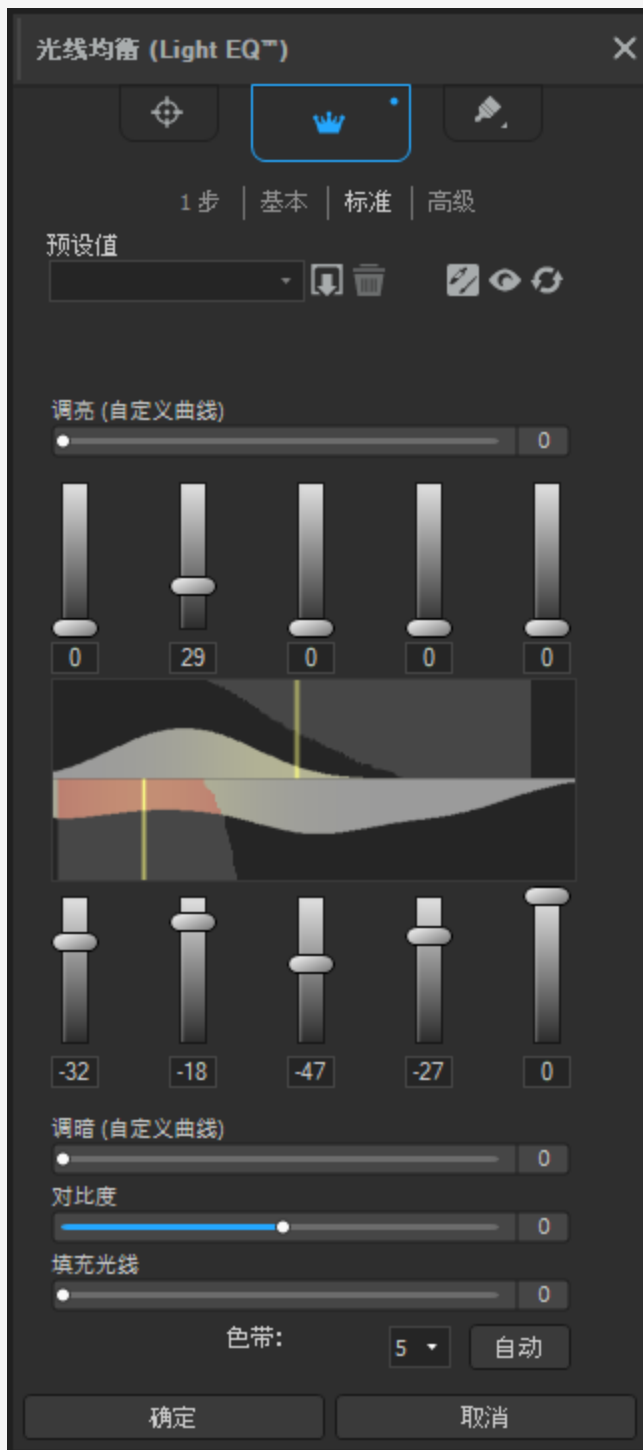 光线均衡 (Light EQ™)
1 步 基本 标准 高级
预设值
调亮 (自定义曲线)
0
0 29 0 0 0
-32 -18 -47 -27 0
调暗 (自定义曲线)
0
对比度
0
填充光线
0
色带: 5 自动
确定 取消